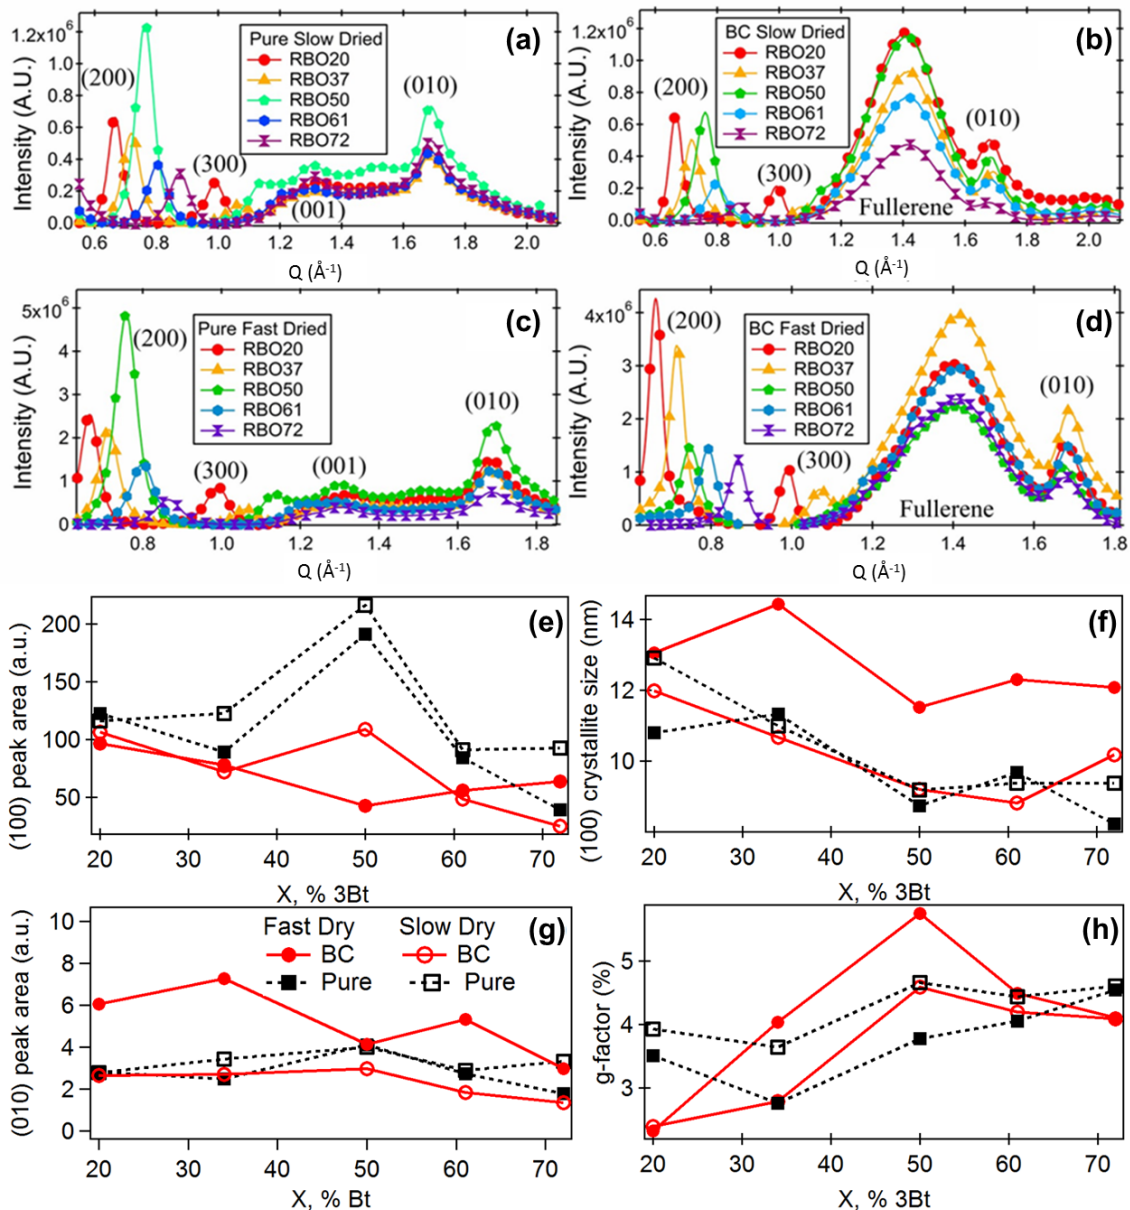 1.2x10⁶
1.0
0.8
0.6
0.4
0.2
0.0
Intensity (A.U.)
(200)
(300)
(001)
(010)
Pure Slow Dried
RBO20
RBO37
RBO50
RBO61
RBO72
(a)
0.6 0.8 1.0 1.2 1.4 1.6 1.8 2.0
Q (Å⁻¹)
1.2x10⁶
1.0
0.8
0.6
0.4
0.2
0
Intensity (A.U.)
(200)
(300)
(010)
BC Slow Dried
RBO20
RBO37
RBO50
RBO61
RBO72
Fullerene
(b)
0.6 0.8 1.0 1.2 1.4 1.6 1.8 2.0
Q (Å⁻¹)
5x10⁶
4
3
2
1
0
Intensity (A.U.)
(200)
(300)
(001)
(010)
Pure Fast Dried
RBO20
RBO37
RBO50
RBO61
RBO72
(c)
0.8 1.0 1.2 1.4 1.6 1.8
Q (Å⁻¹)
4x10⁶
3
2
1
0
Intensity (A.U.)
(200)
(300)
(010)
BC Fast Dried
RBO20
RBO37
RBO50
RBO61
RBO72
Fullerene
(d)
0.8 1.0 1.2 1.4 1.6 1.8
Q (Å⁻¹)
200
150
100
50
(100) peak area (a.u.)
(e)
20 30 40 50 60 70
X, % 3Bt
14
12
10
(100) crystallite size (nm)
(f)
20 30 40 50 60 70
X, % 3Bt
10
8
6
4
2
0
(010) peak area (a.u.)
Fast Dry Slow Dry
BC BC
Pure Pure
(g)
20 30 40 50 60 70
X, % Bt
5
4
3
g-factor (%)
(h)
20 30 40 50 60 70
X, % 3Bt